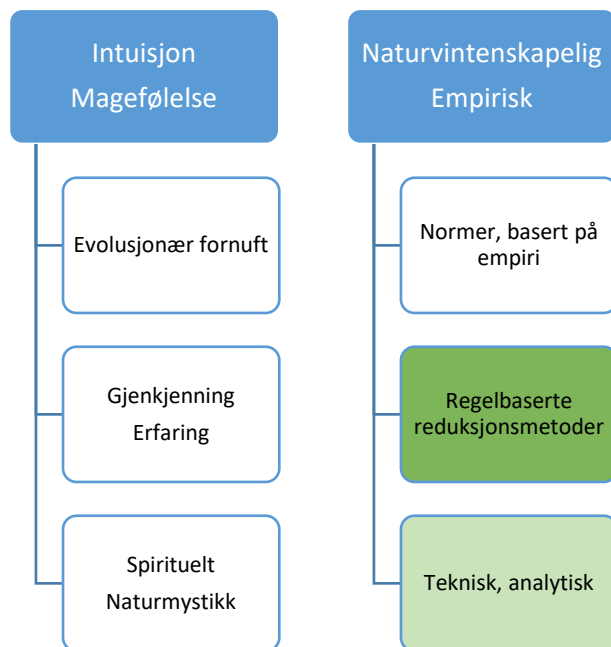 Intuisjon
Magefølelse
Evolusjonær fornuft
Gjenkjenning
Erfaring
Spirituelt
Naturmystikk
Naturvintenskapelig
Empirisk
Normer, basert på
empiri
Regelbaserte
reduksjonsmetoder
Teknisk, analytisk